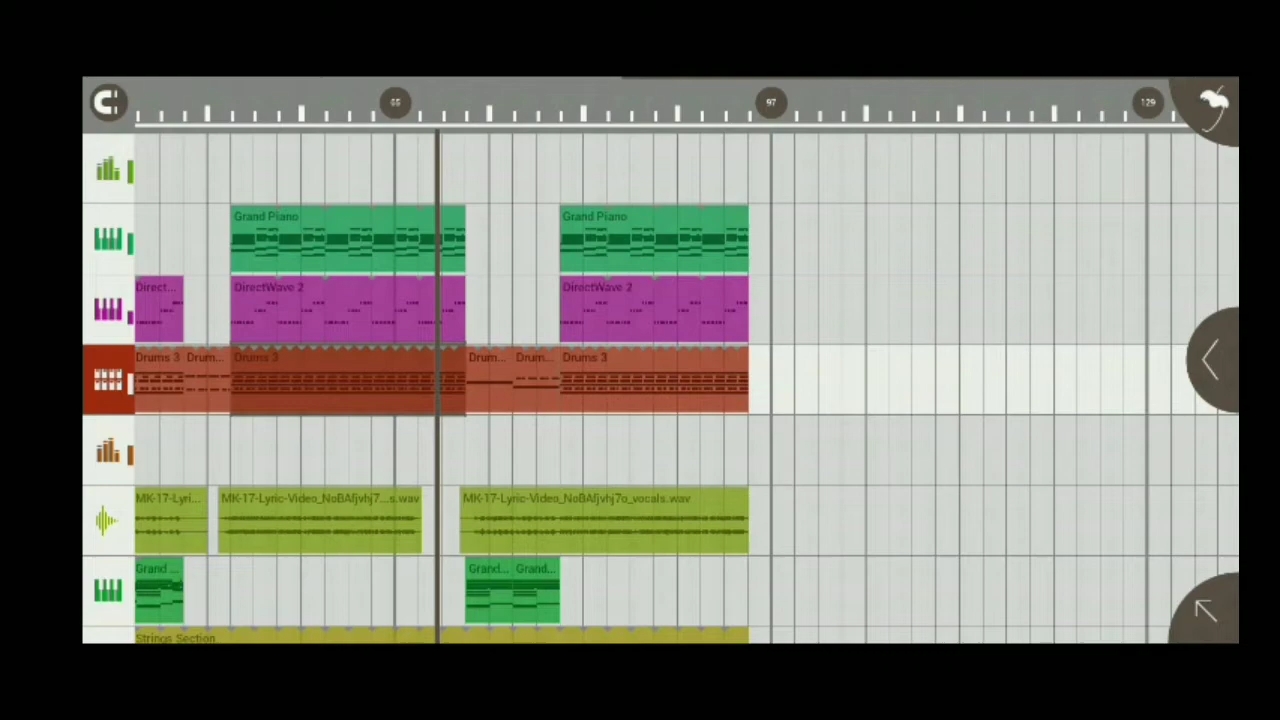 65 97 129
Grand Piano Grand Piano
Direct... DirectWave 2 DirectWave 2
Drums 3 Drum... Drums 3 Drum... Drum... Drums 3
MK-17-Lyri... MK-17-Lyric-Video_NoBAfjvhj7...s.wav MK-17-Lyric-Video_NoBAfjvhj7o_vocals.wav
Grand ... Grand... Grand...
Strings Section